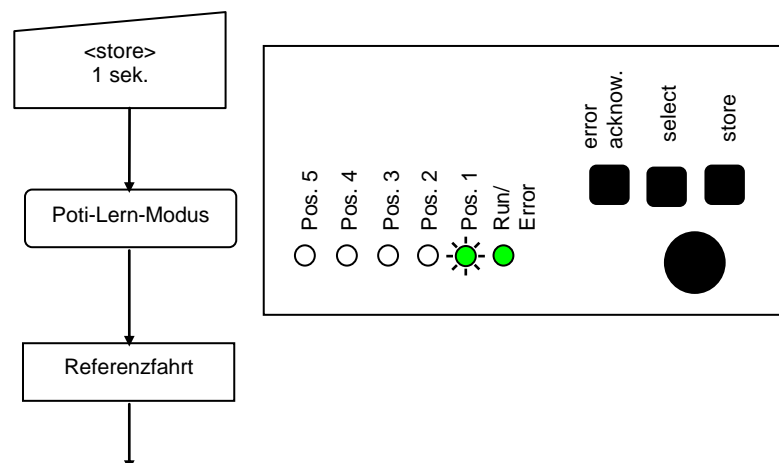 <store>
1 sek.
Poti-Lern-Modus
Referenzfahrt
Pos. 5
Pos. 4
Pos. 3
Pos. 2
Pos. 1
Run/
Error
error
acknow.
select
store